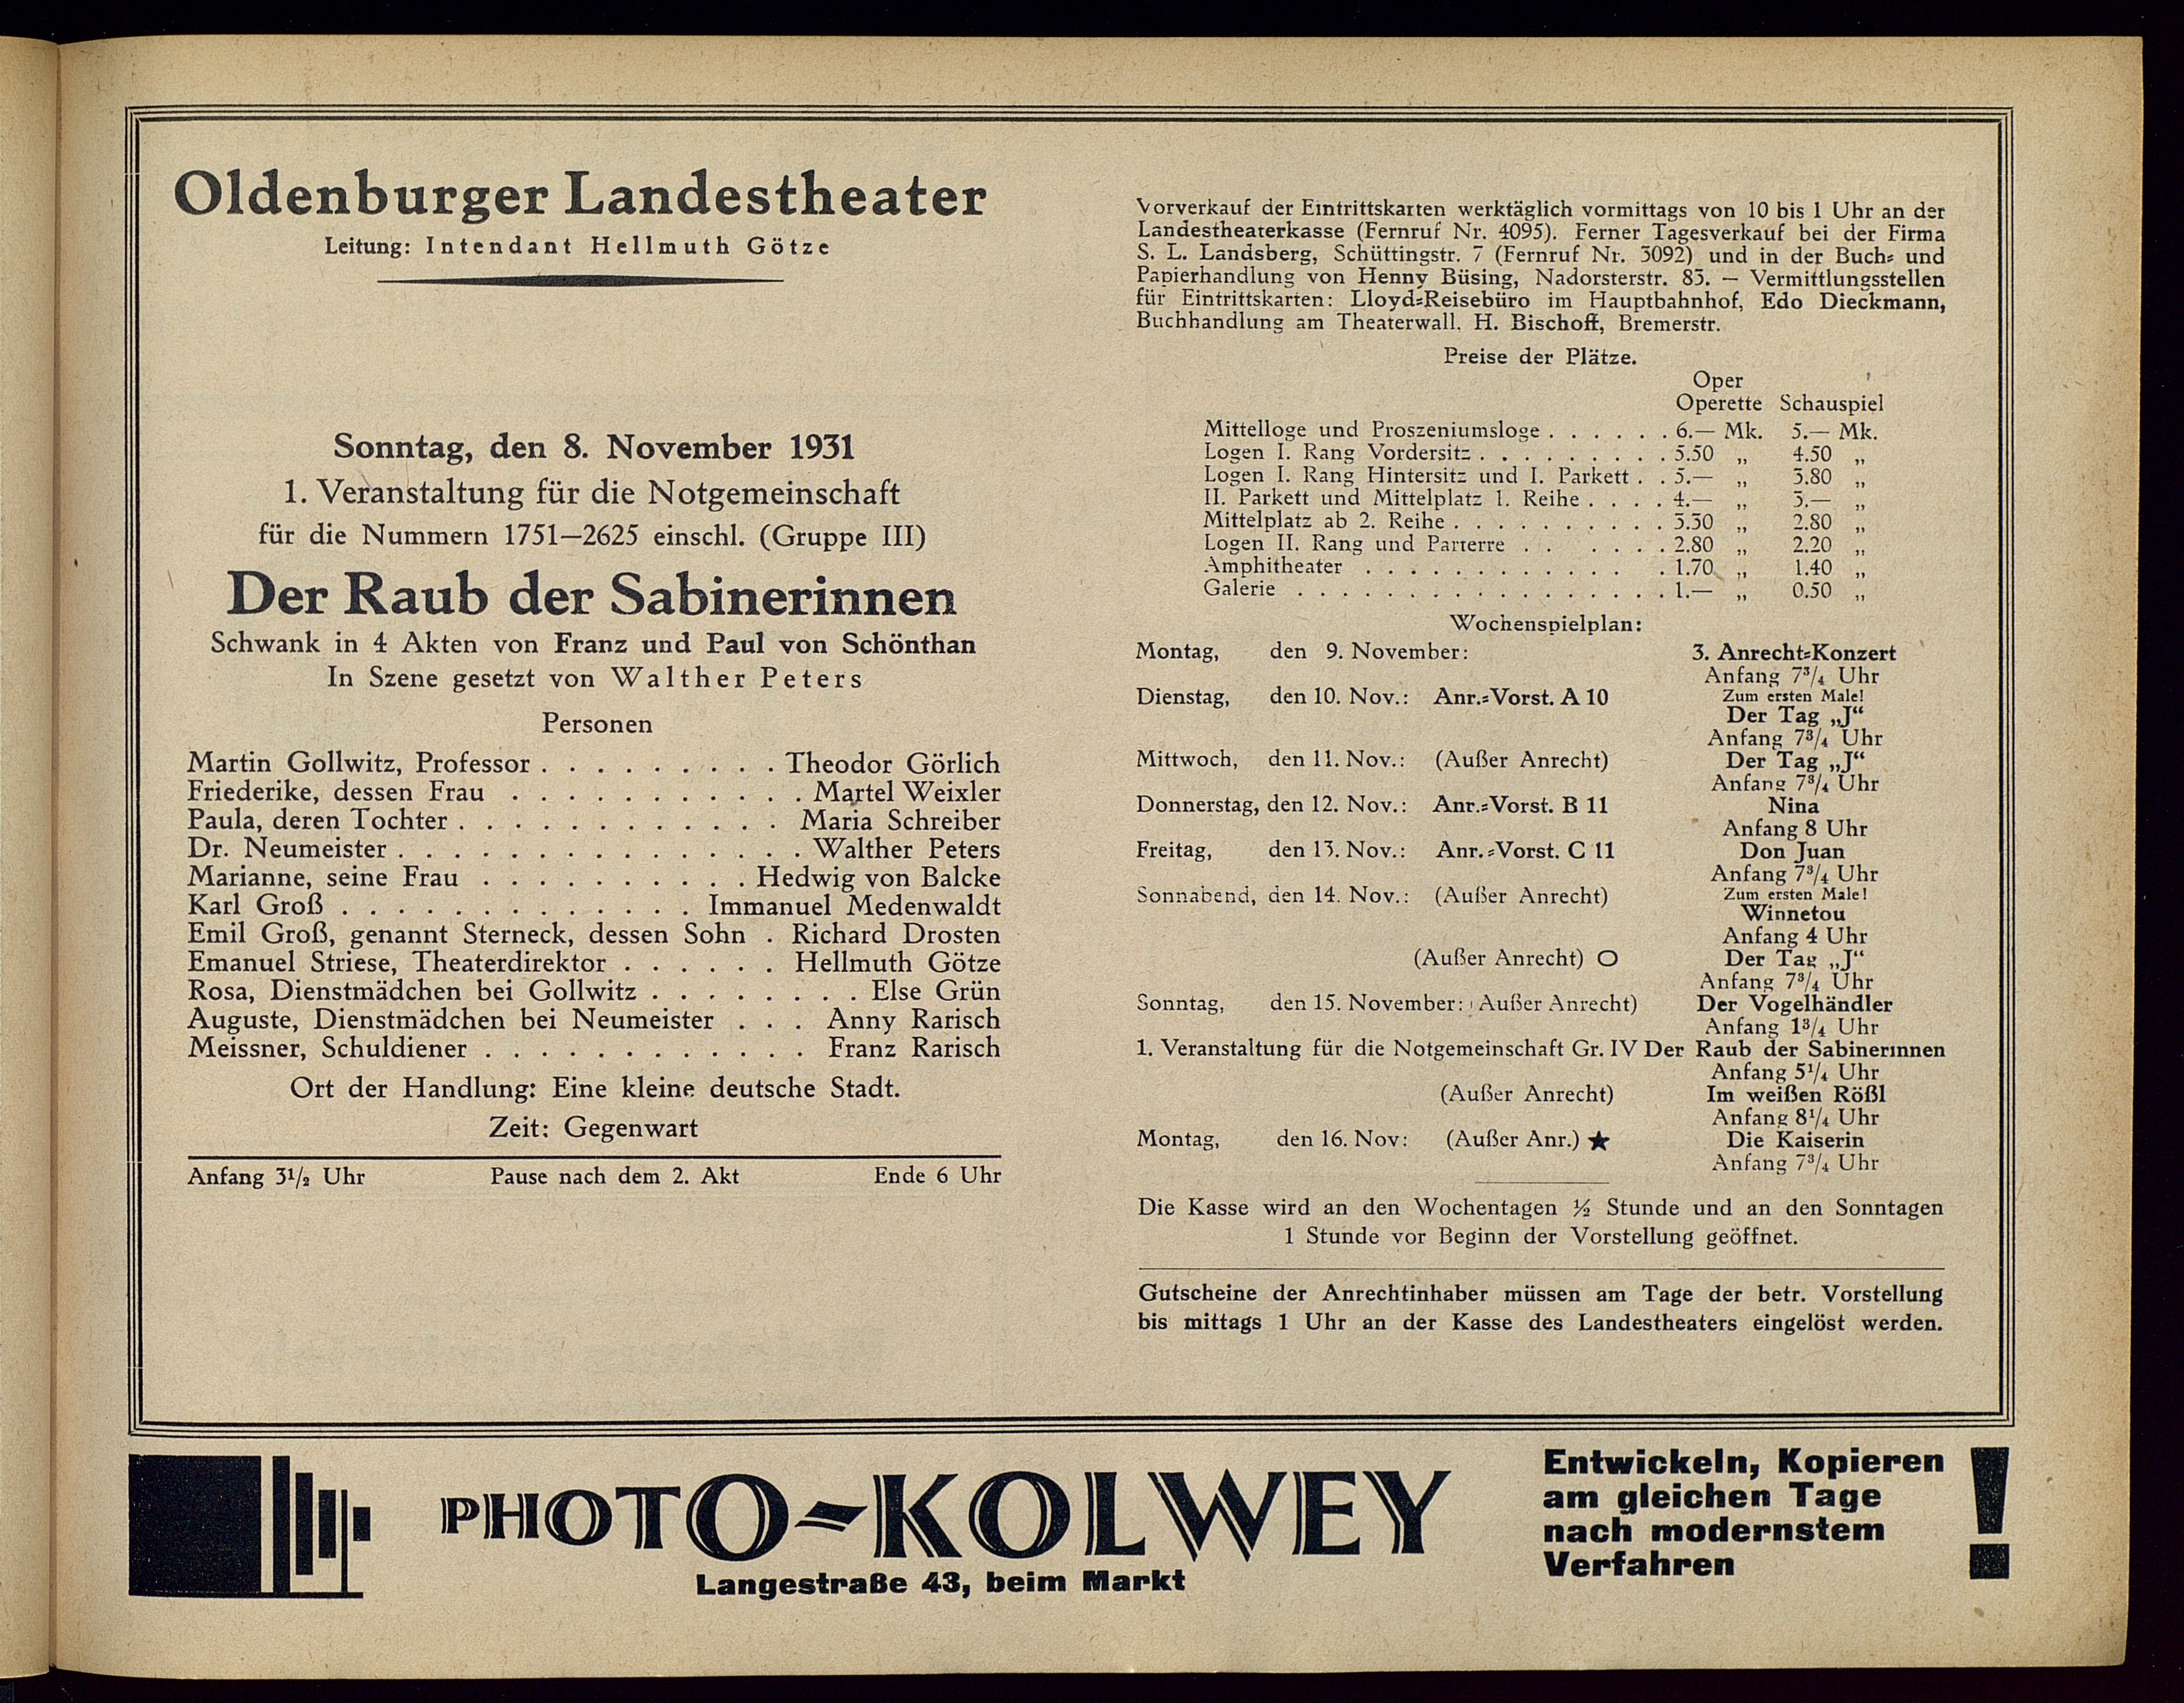 Oldenburger Landestheater
Leitung: Intendant Hellmuth Götze
Sonntag, den 8. November 1931
1. Veranstaltung für die Notgemeinschaft
für die Nummern 1751—2625 einschl. (Gruppe III)
Der Raub der Sabinerinnen
Schwank in 4 Akten von Franz und Paul von Schönthan
In Szene gesetzt von Walther Peters
Personen
Martin Gollwitz, Professor . . . . . . . . . Theodor Görlich
Friederike, dessen Frau . . . . . . . . . . . Martel Weixler
Paula, deren Tochter . . . . . . . . . . . . Maria Schreiber
Dr. Neumeister . . . . . . . . . . . . . . . Walther Peters
Marianne, seine Frau . . . . . . . . . . Hedwig von Balcke
Karl Groß . . . . . . . . . . . . . Immanuel Medenwaldt
Emil Groß, genannt Sterneck, dessen Sohn . Richard Drosten
Emanuel Striese, Theaterdirektor . . . . . . Hellmuth Götze
Rosa, Dienstmädchen bei Gollwitz . . . . . . . . Else Grün
Auguste, Dienstmädchen bei Neumeister . . . Anny Rarisch
Meissner, Schuldiener . . . . . . . . . . . . Franz Rarisch
Ort der Handlung: Eine kleine deutsche Stadt.
Zeit: Gegenwart
Anfang 3½ Uhr Pause nach dem 2. Akt Ende 6 Uhr
Vorverkauf der Eintrittskarten werktäglich vormittags von 10 bis 1 Uhr an der
Landestheaterkasse (Fernruf Nr. 4095). Ferner Tagesverkauf bei der Firma
S. L. Landsberg, Schüttingstr. 7 (Fernruf Nr. 3092) und in der Buch- und
Papierhandlung von Henny Büsing, Nadorsterstr. 83. — Vermittlungsstellen
für Eintrittskarten: Lloyd-Reisebüro im Hauptbahnhof, Edo Dieckmann,
Buchhandlung am Theaterwall. H. Bischoff, Bremerstr.
Preise der Plätze.
Oper
Operette Schauspiel
Mittelloge und Proszeniumsloge . . . . . . 6.— Mk. 5.— Mk.
Logen I. Rang Vordersitz . . . . . . . . . 5.50 „ 4.50 „
Logen I. Rang Hintersitz und I. Parkett . . 5.— „ 3.80 „
II. Parkett und Mittelplatz 1. Reihe . . . . 4.— „ 3.— „
Mittelplatz ab 2. Reihe . . . . . . . . . . 3.30 „ 2.80 „
Logen II. Rang und Parterre . . . . . . 2.80 „ 2.20 „
Amphitheater . . . . . . . . . . . . . 1.70 „ 1.40 „
Galerie . . . . . . . . . . . . . . . . . 1.— „ 0.50 „
Wochenspielplan:
Montag, den 9. November: 3. Anrecht-Konzert
Anfang 7¾ Uhr
Zum ersten Male!
Dienstag, den 10. Nov.: Anr.-Vorst. A 10 Der Tag „J“
Anfang 7¾ Uhr
Mittwoch, den 11. Nov.: (Außer Anrecht) Der Tag „J“
Anfang 7¾ Uhr
Donnerstag, den 12. Nov.: Anr.-Vorst. B 11 Nina
Anfang 8 Uhr
Freitag, den 13. Nov.: Anr.-Vorst. C 11 Don Juan
Anfang 7¾ Uhr
Sonnabend, den 14. Nov.: (Außer Anrecht) Zum ersten Male!
Winnetou
Anfang 4 Uhr
(Außer Anrecht) O Der Tag „J“
Anfang 7¾ Uhr
Sonntag, den 15. November: (Außer Anrecht) Der Vogelhändler
Anfang 1¾ Uhr
1. Veranstaltung für die Notgemeinschaft Gr. IV Der Raub der Sabinerinnen
Anfang 5¼ Uhr
(Außer Anrecht) Im weißen Rößl
Anfang 8¼ Uhr
Montag, den 16. Nov: (Außer Anr.) ★ Die Kaiserin
Anfang 7¾ Uhr
Die Kasse wird an den Wochentagen ½ Stunde und an den Sonntagen
1 Stunde vor Beginn der Vorstellung geöffnet.
Gutscheine der Anrechtinhaber müssen am Tage der betr. Vorstellung
bis mittags 1 Uhr an der Kasse des Landestheaters eingelöst werden.
PHOTO-KOLWEY
Langestraße 43, beim Markt
Entwickeln, Kopieren
am gleichen Tage
nach modernstem
Verfahren
!